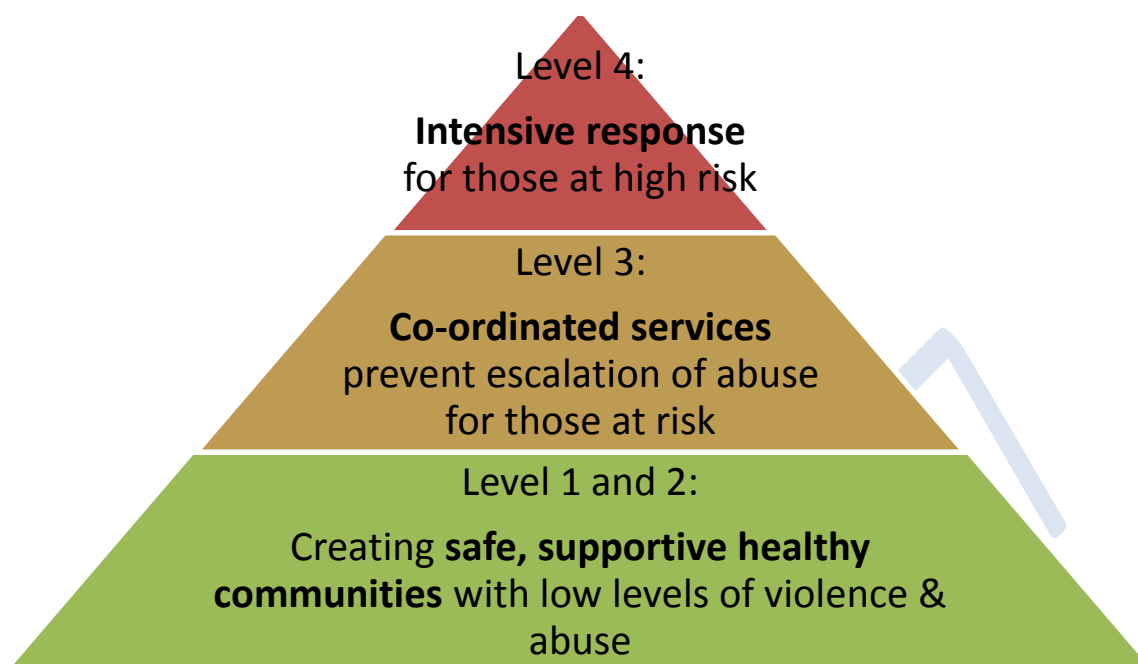 Level 4:
Intensive response
for those at high risk
Level 3:
Co-ordinated services
prevent escalation of abuse
for those at risk
Level 1 and 2:
Creating safe, supportive healthy
communities with low levels of violence &
abuse